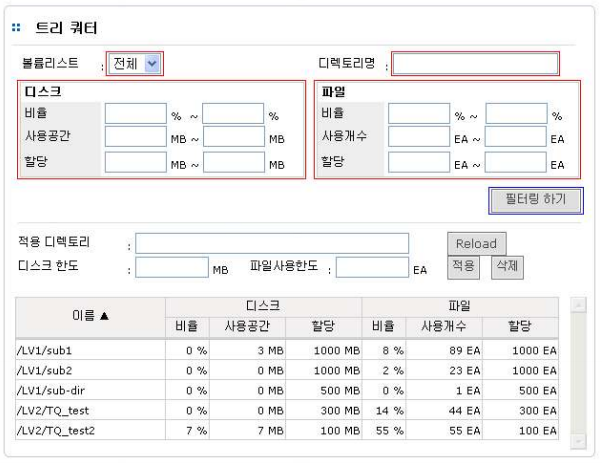 트리 쿼터
볼륨리스트 : 전체 디렉토리명 :
디스크 파일
비율 % ~ % 비율 % ~ %
사용공간 MB ~ MB 사용개수 EA ~ EA
할당 MB ~ MB 할당 EA ~ EA
필터링 하기
적용 디렉토리 : Reload
디스크 한도 : MB 파일사용한도 : EA 적용 삭제
이름 ▲ 디스크 파일
비율 사용공간 할당 비율 사용개수 할당
/LV1/sub1 0 % 3 MB 1000 MB 8 % 89 EA 1000 EA
/LV1/sub2 0 % 0 MB 1000 MB 2 % 23 EA 1000 EA
/LV1/sub-dir 0 % 0 MB 500 MB 0 % 1 EA 500 EA
/LV2/TQ_test 0 % 0 MB 300 MB 14 % 44 EA 300 EA
/LV2/TQ_test2 7 % 7 MB 100 MB 55 % 55 EA 100 EA